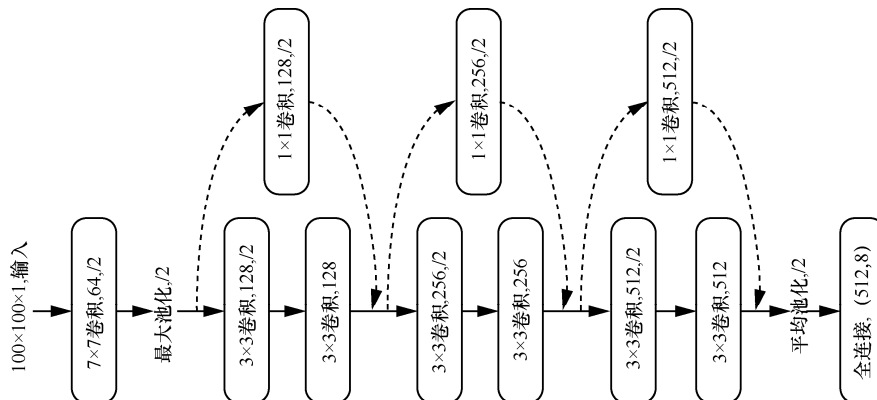 100×100×1,输入
7×7卷积,64,/2
最大池化,/2
1×1卷积,128,/2
3×3卷积,128,/2
3×3卷积,128
1×1卷积,256,/2
3×3卷积,256,/2
3×3卷积,256
1×1卷积,512,/2
3×3卷积,512,/2
3×3卷积,512
平均池化,/2
全连接,(512,8)